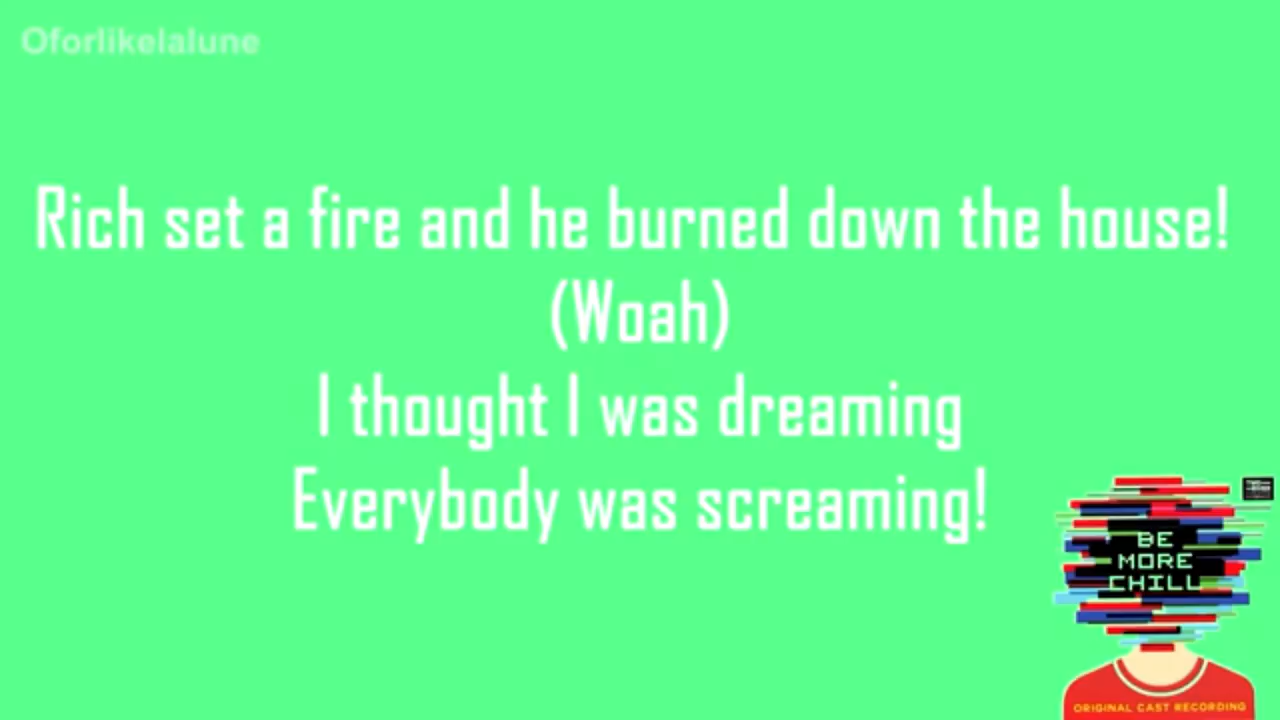 Oforlikelalune
Rich set a fire and he burned down the house!
(Woah)
I thought I was dreaming
Everybody was screaming!
BE
MORE
CHILL
ORIGINAL CAST RECORDING